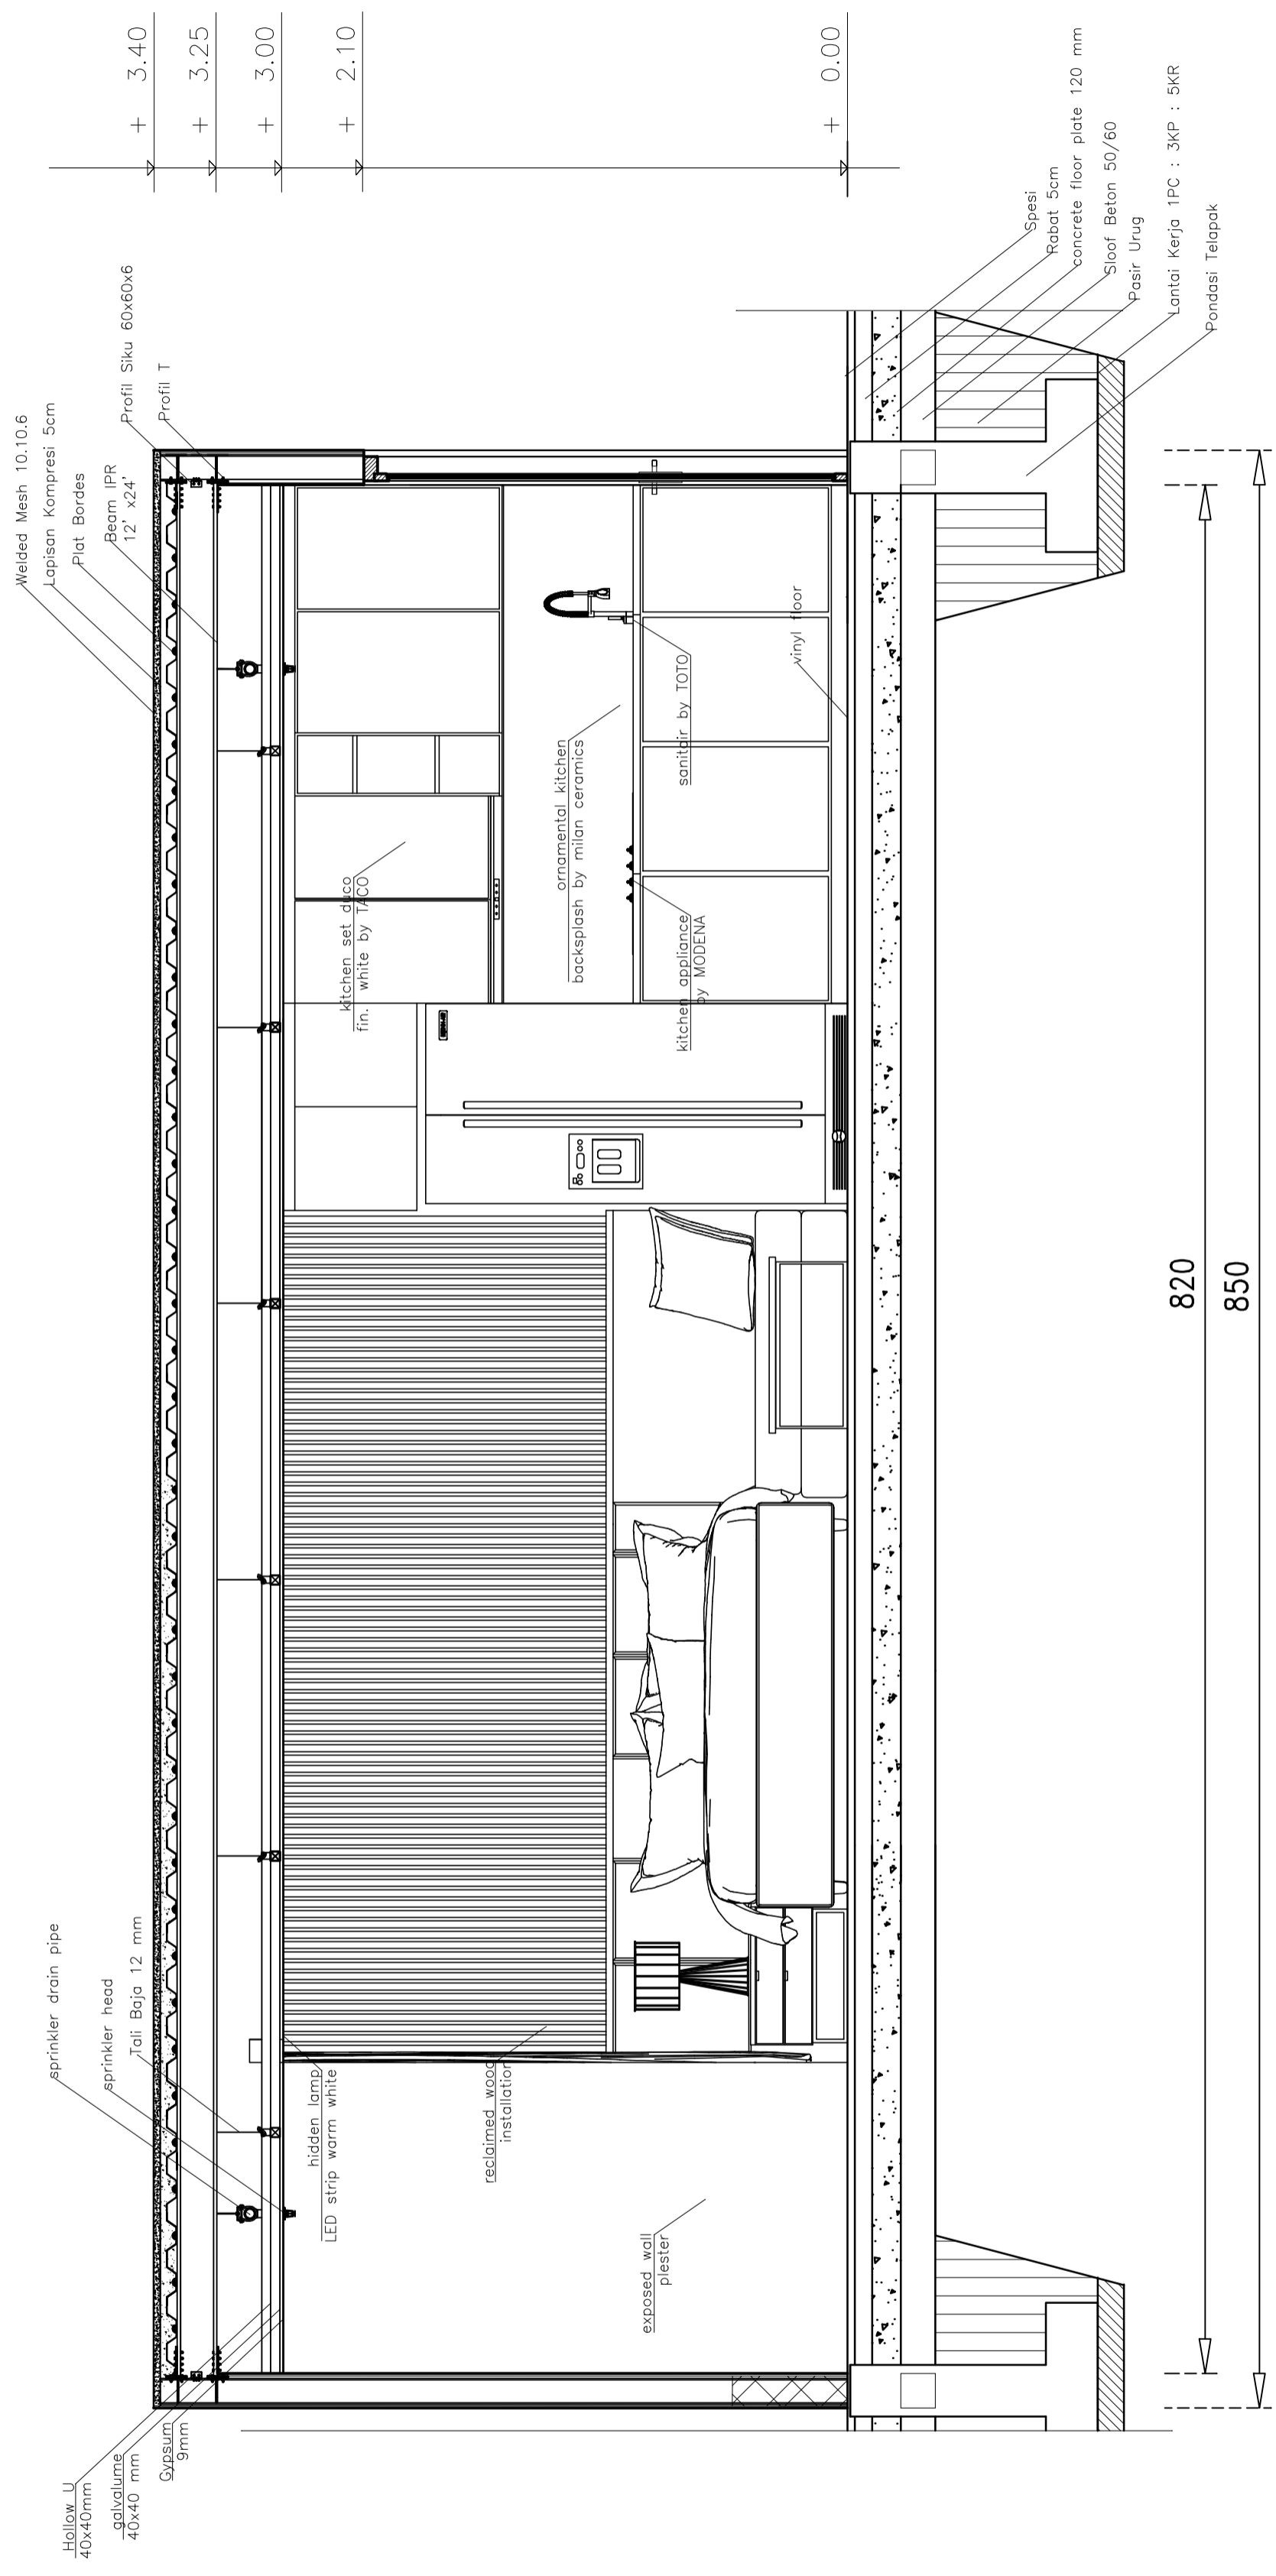 Hollow U
40x40mm
galvalume
40x40 mm
Gypsum
9mm
sprinkler drain pipe
sprinkler head
Tali Baja 12 mm
Welded Mesh 10.10.6
Lapisan Kompresi 5cm
Plat Bordes
Beam IPR
12' x24'
Profil Siku 60x60x6
Profil T
+ 3.40
+ 3.25
+ 3.00
+ 2.10
+ 0.00
hidden lamp
LED strip warm white
reclaimed wood
installation
exposed wall
plester
kitchen set duco
fin. white by TACO
ornamental kitchen
backsplash by milan ceramics
kitchen appliance
by MODENA
sanitair by TOTO
vinyl floor
Spesi
Rabat 5cm
concrete floor plate 120 mm
Sloof Beton 50/60
Pasir Urug
Lantai Kerja 1PC : 3KP : 5KR
Pondasi Telapak
820
850